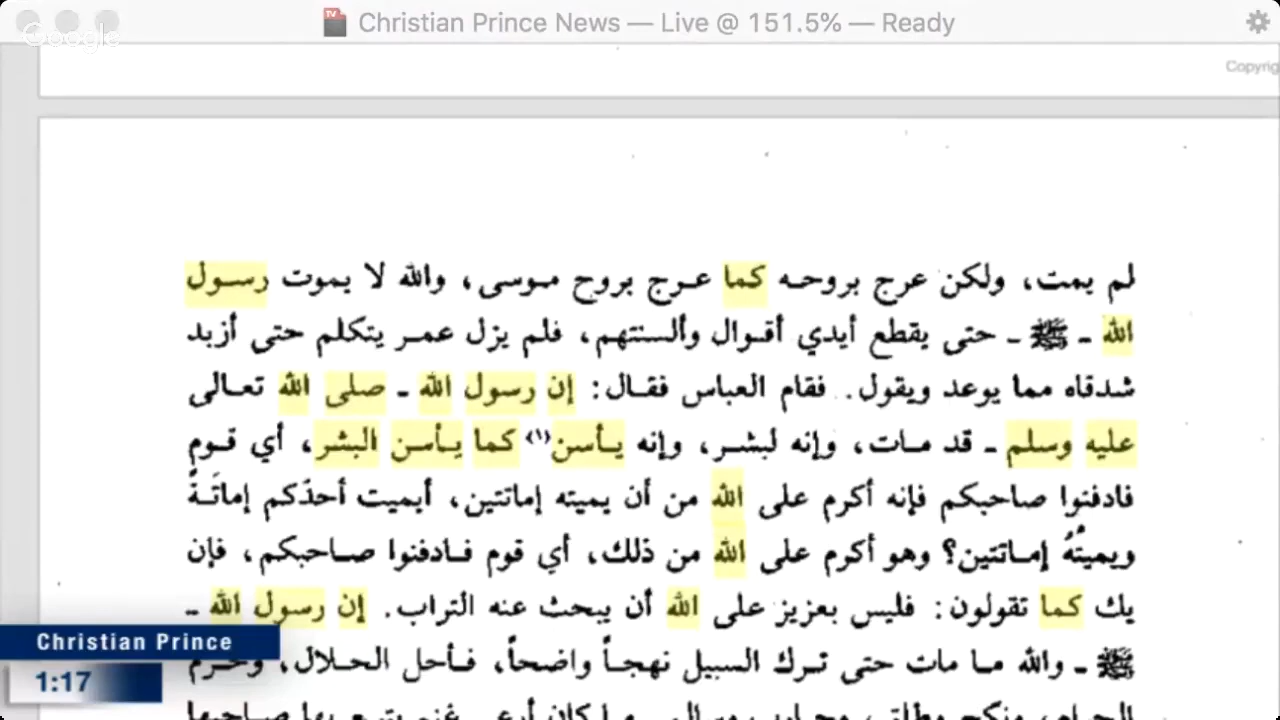 Christian Prince News — Live @ 151.5% — Ready
Google
Copyrig
لم يمت، ولكن عرج بروحه كما عرج بروح موسى، والله لا يموت رسول
الله ـ ﷺ ـ حتى يقطع أيدي أقوال وألسنتهم، فلم يزل عمر يتكلم حتى أزبد
شدقاه مما يوعد ويقول. فقام العباس فقال: إن رسول الله ـ صلى الله تعالى
عليه وسلم ـ قد مات، وإنه لبشر، وإنه يأسن(١) كما يأسن البشر، أي قوم
فادفنوا صاحبكم فإنه أكرم على الله من أن يميته إماتتين، أيميت أحدكم إماتَةً
ويميتُهُ إماتتين؟ وهو أكرم على الله من ذلك، أي قوم فادفنوا صاحبكم، فإن
يك كما تقولون: فليس بعزيز على الله أن يبحث عنه التراب. إن رسول الله ـ
ﷺ ـ والله ما مات حتى ترك السبيل نهجاً واضحاً، فأحل الحلال، وحرم
Christian Prince
1:17